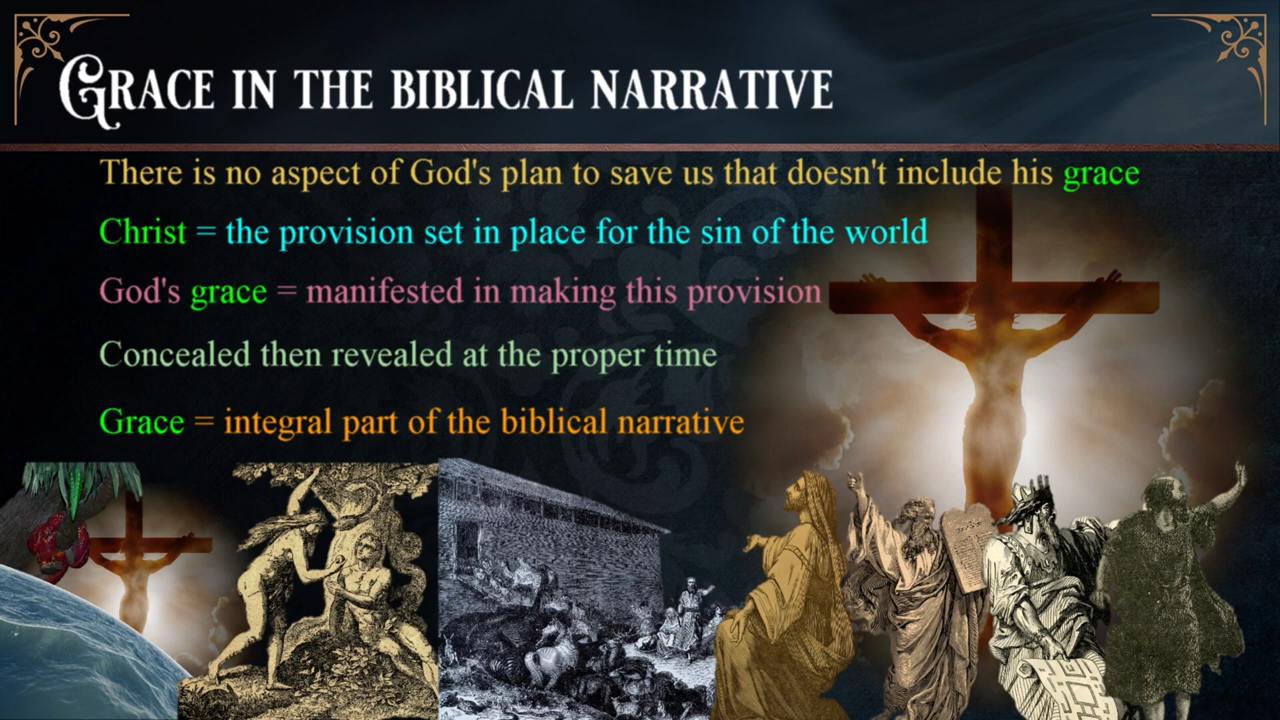 GRACE IN THE BIBLICAL NARRATIVE
There is no aspect of God's plan to save us that doesn't include his grace
Christ = the provision set in place for the sin of the world
God's grace = manifested in making this provision
Concealed then revealed at the proper time
Grace = integral part of the biblical narrative